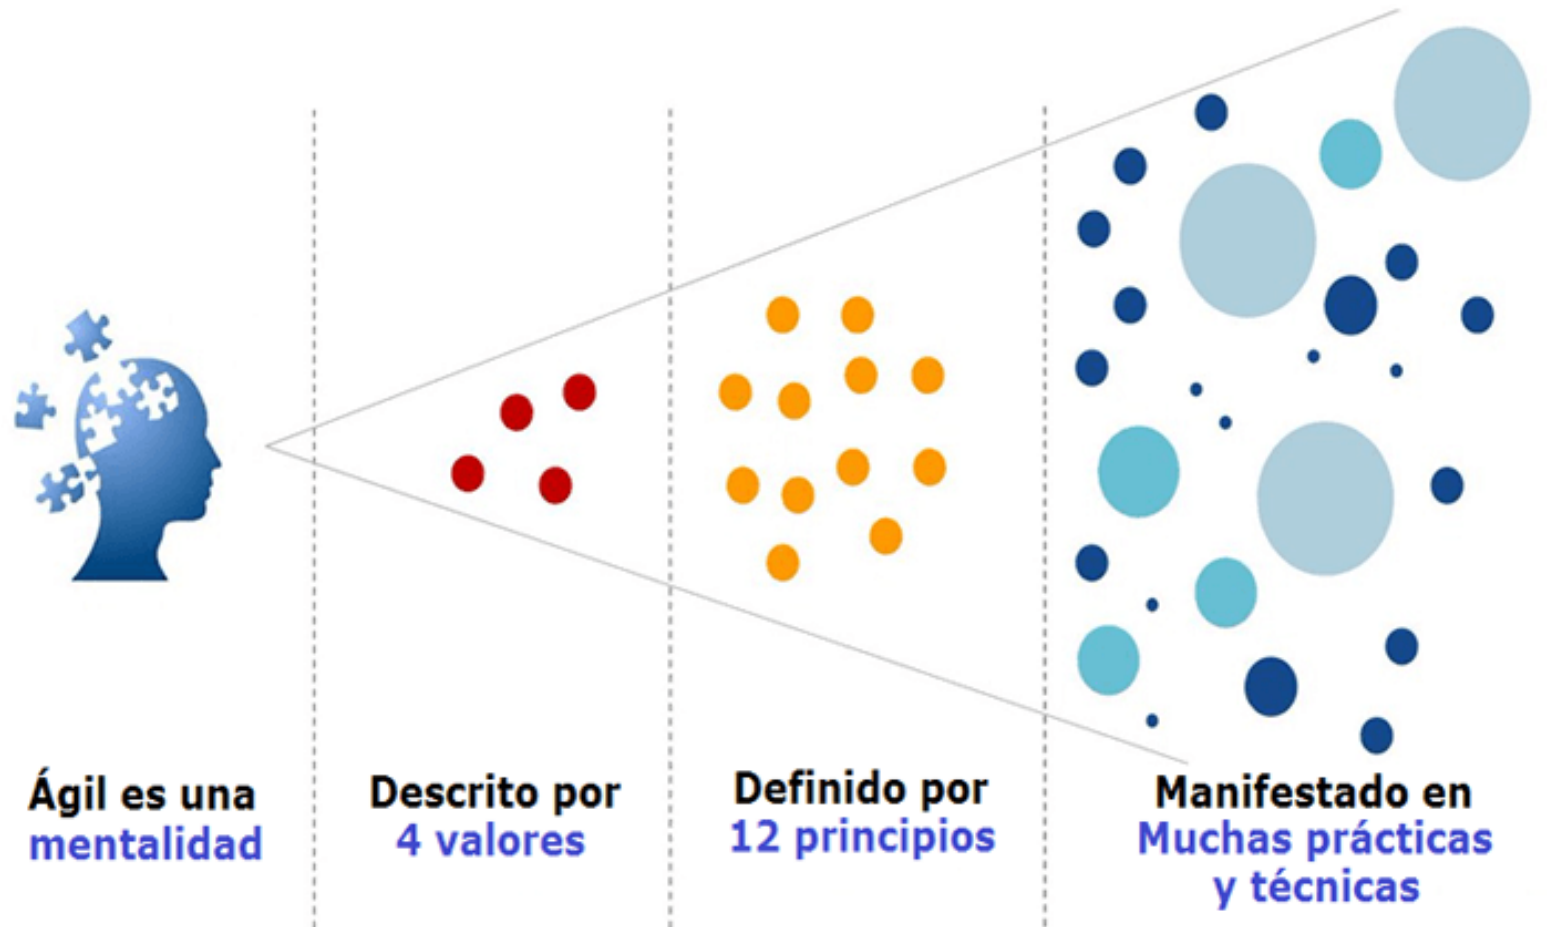 Ágil es una
mentalidad
Descrito por
4 valores
Definido por
12 principios
Manifestado en
Muchas prácticas
y técnicas